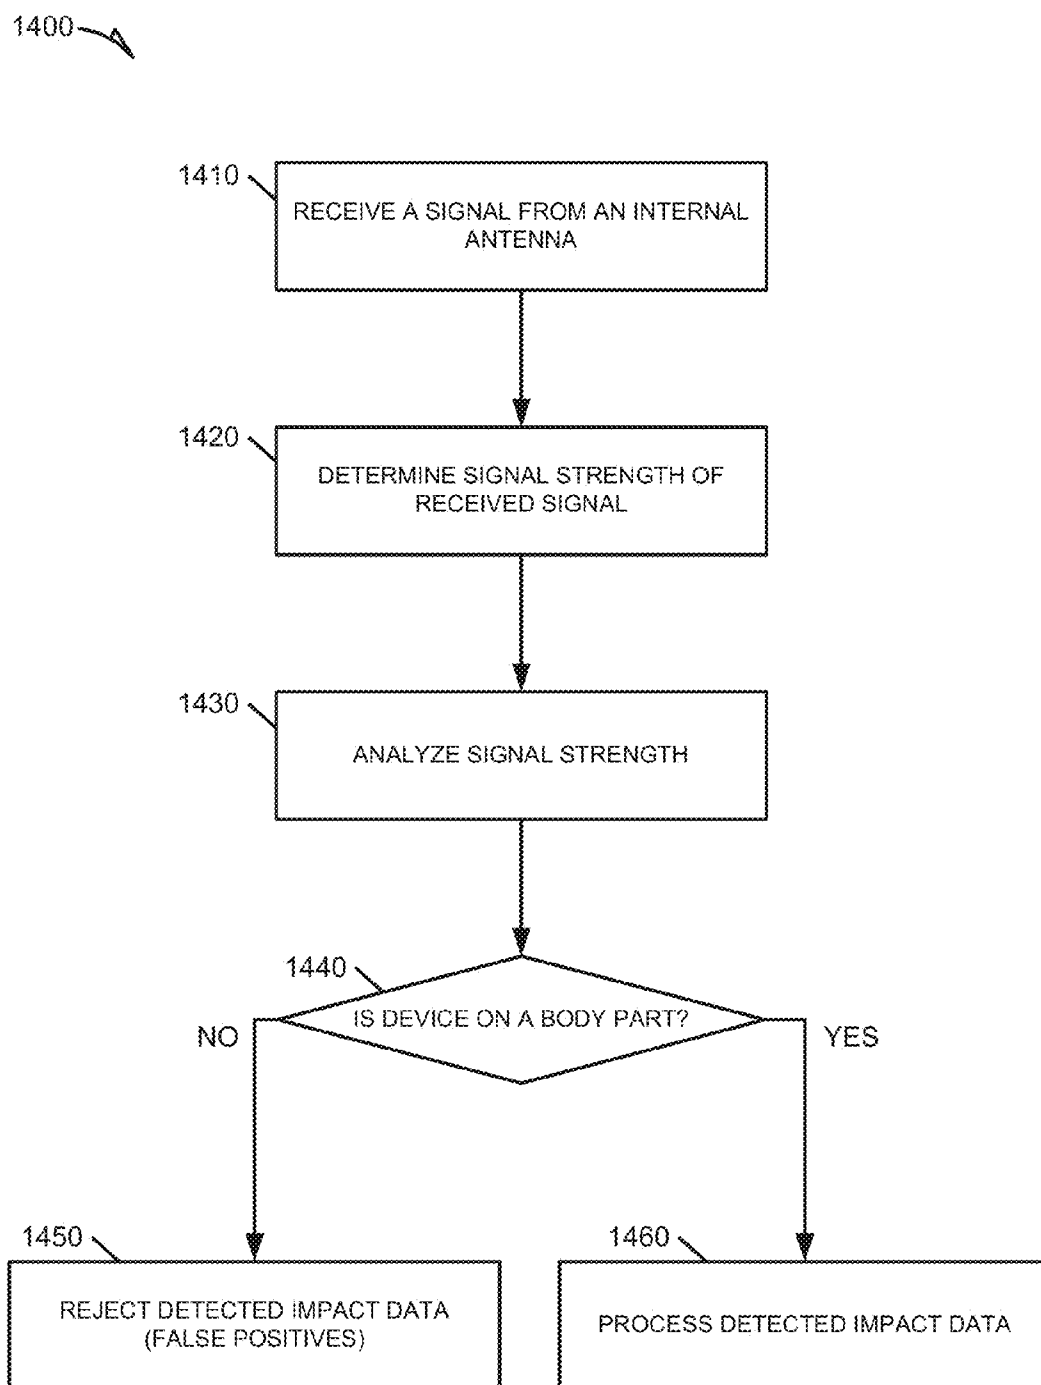 1400
1410
RECEIVE A SIGNAL FROM AN INTERNAL
ANTENNA
1420
DETERMINE SIGNAL STRENGTH OF
RECEIVED SIGNAL
1430
ANALYZE SIGNAL STRENGTH
1440
IS DEVICE ON A BODY PART?
NO
YES
1450
REJECT DETECTED IMPACT DATA
(FALSE POSITIVES)
1460
PROCESS DETECTED IMPACT DATA